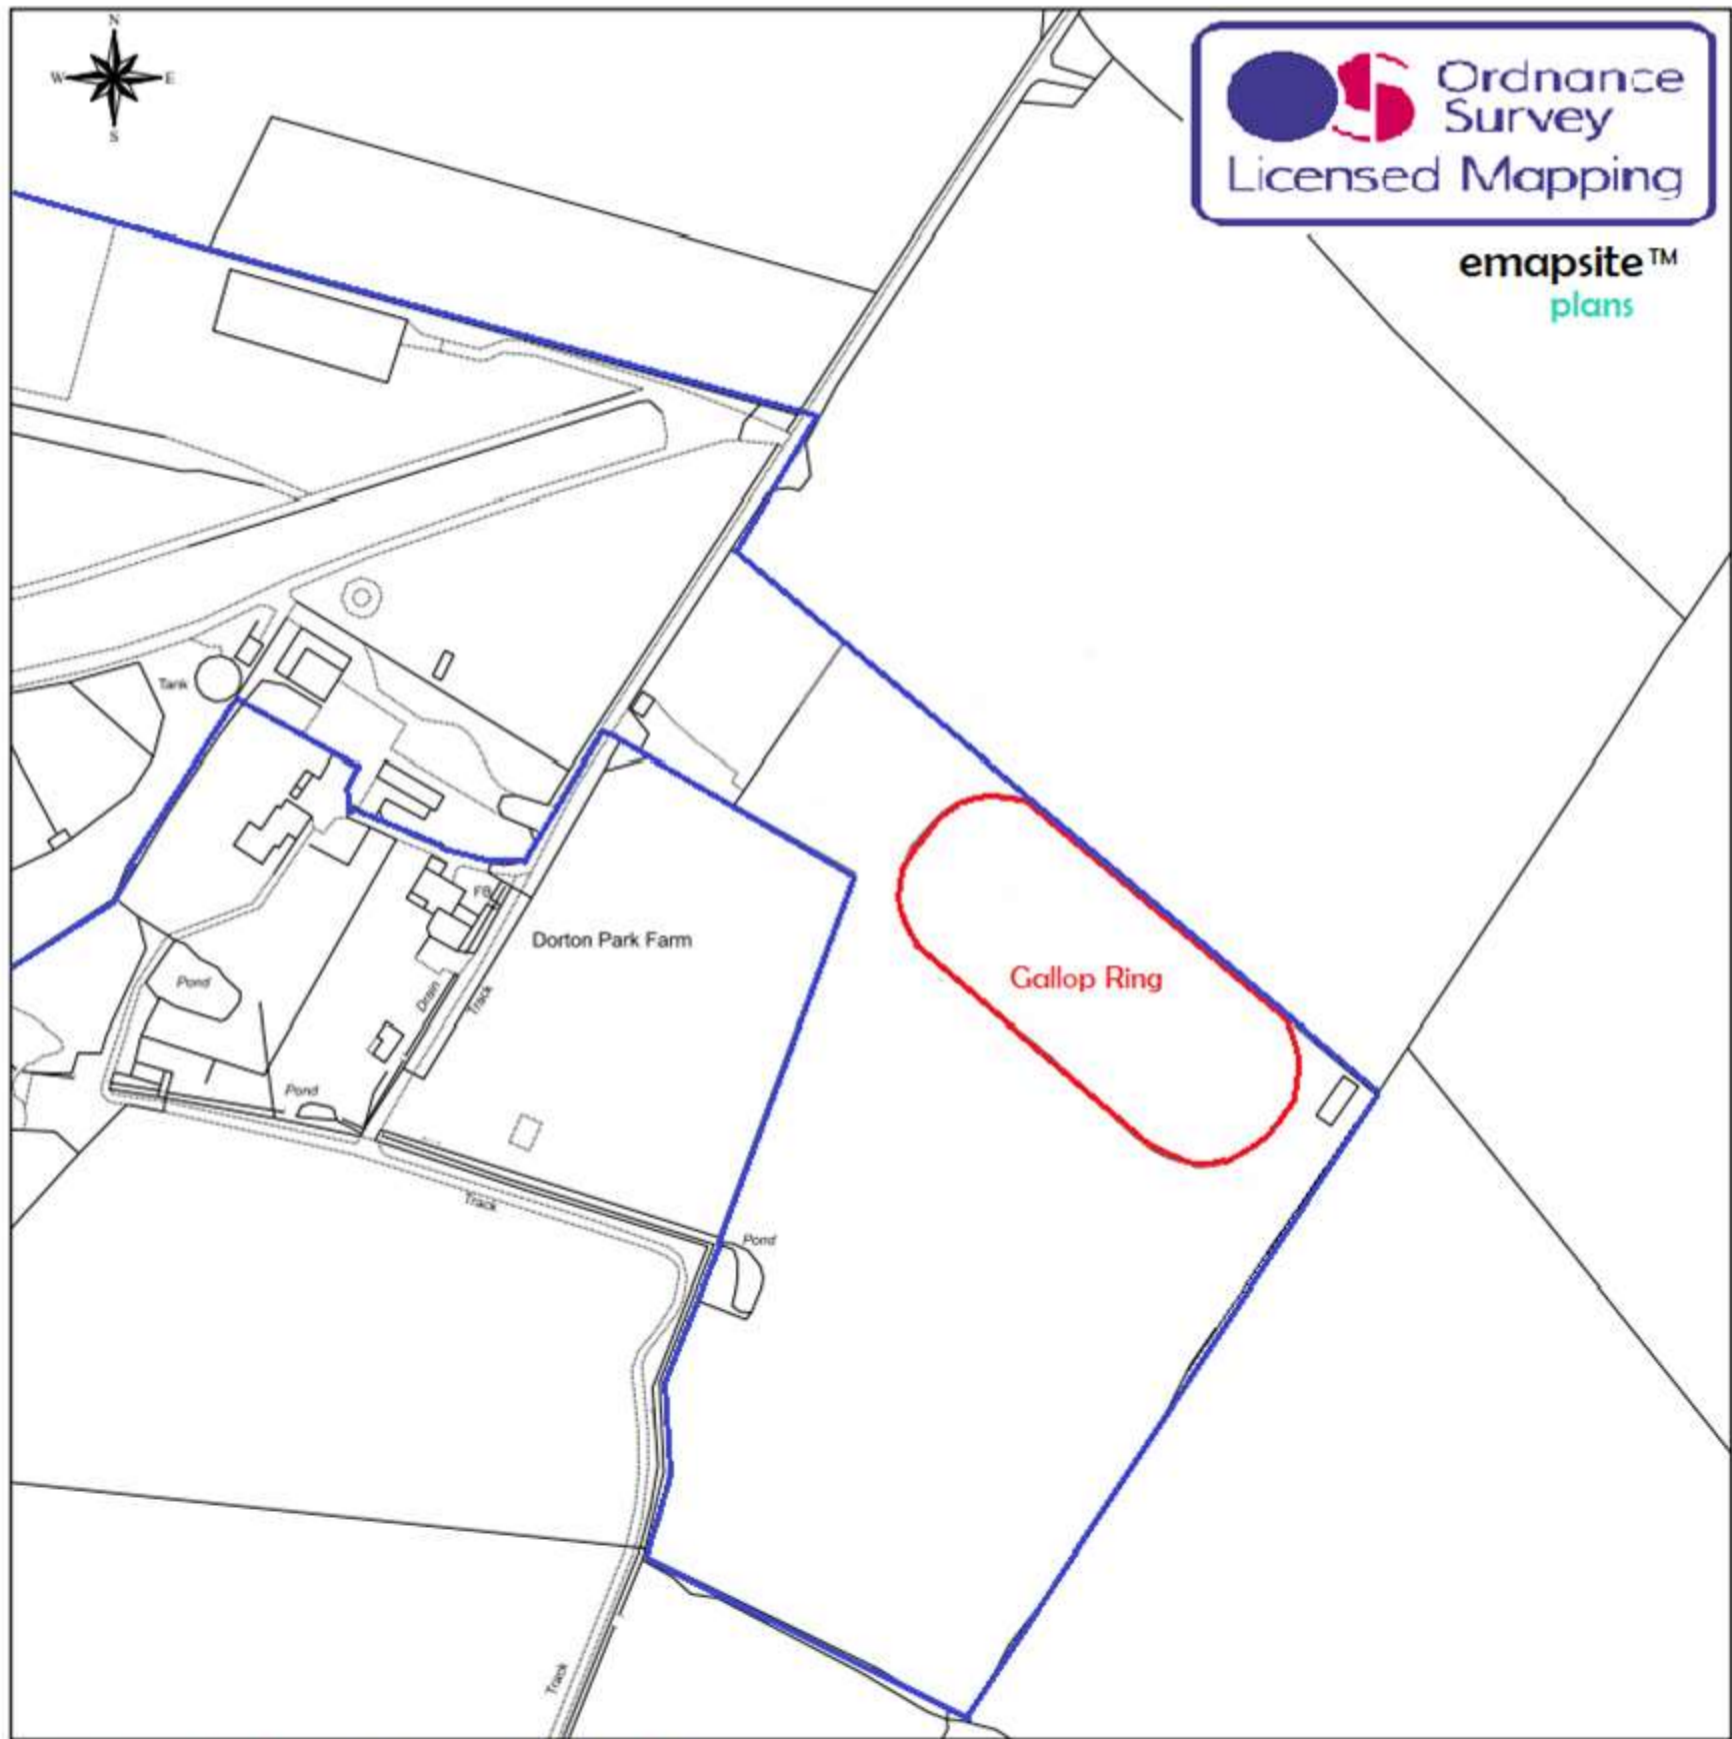 N
W E
S
Ordnance
Survey
Licensed Mapping
emapsite™
plans
Tank
FB
Dorton Park Farm
Gallop Ring
Pond
Drain
Track
Pond
Track
Pond
Track